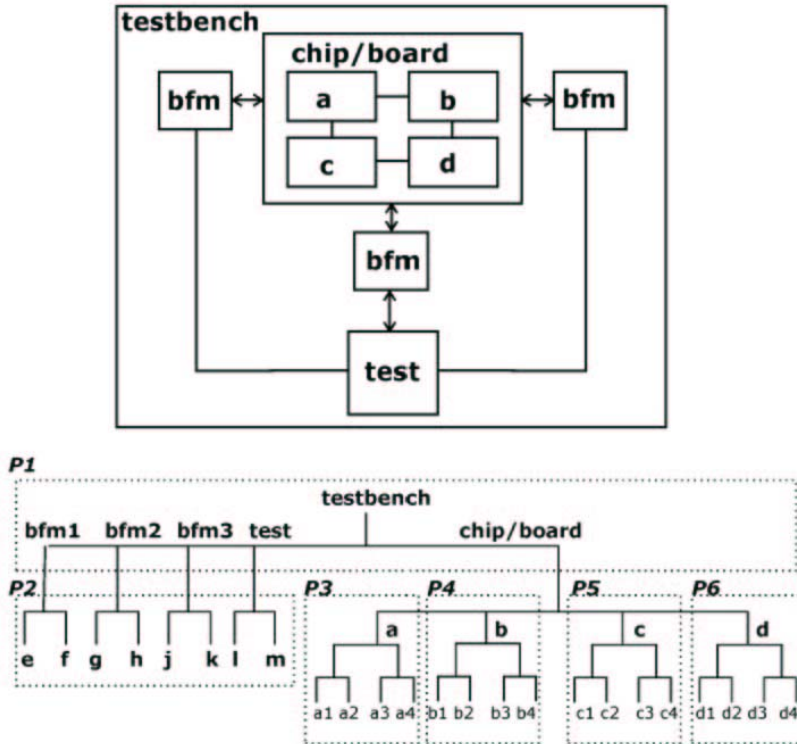 testbench
chip/board
bfm
a b
bfm
c d
bfm
test
P1
testbench
bfm1 bfm2 bfm3 test chip/board
P2 P3 P4 P5 P6
a b c d
e f g h j k l m
a1 a2 a3 a4 b1 b2 b3 b4 c1 c2 c3 c4 d1 d2 d3 d4